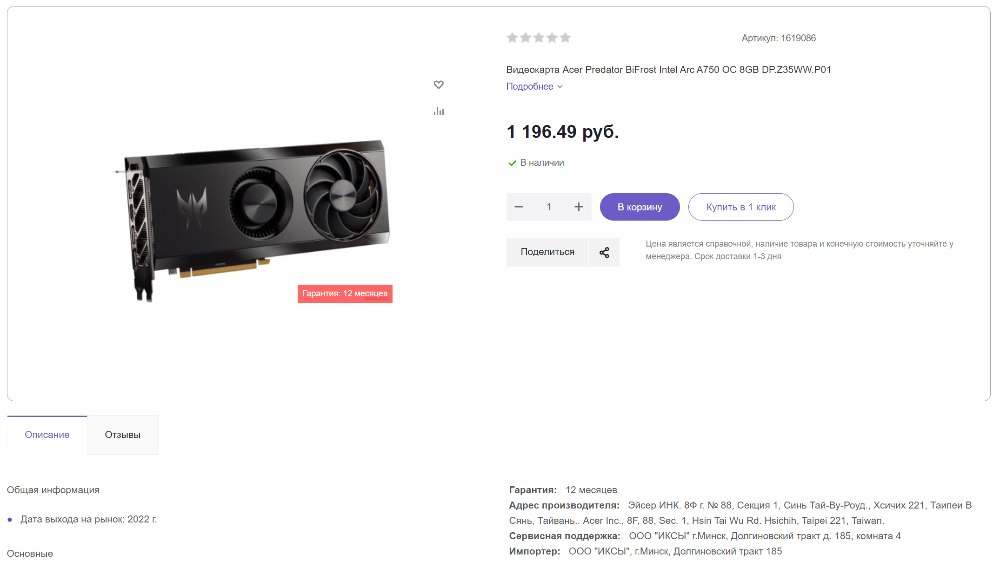 Артикул: 1619086
Видеокарта Acer Predator BiFrost Intel Arc A750 OC 8GB DP.Z35WW.P01
Подробнее
1 196.49 руб.
В наличии
1
В корзину
Купить в 1 клик
Поделиться
Цена является справочной, наличие товара и конечную стоимость уточняйте у
менеджера. Срок доставки 1-3 дня
Гарантия: 12 месяцев
Описание
Отзывы
Общая информация
Дата выхода на рынок: 2022 г.
Основные
Гарантия: 12 месяцев
Адрес производителя: Эйсер ИНК. 8Ф г. № 88, Секция 1, Синь Тай-Ву-Роуд., Хсичих 221, Таипеи В
Сянь, Тайвань.. Acer Inc., 8F, 88, Sec. 1, Hsin Tai Wu Rd. Hsichih, Taipei 221, Taiwan.
Сервисная поддержка: ООО "ИКСЫ" г.Минск, Долгиновский тракт д. 185, комната 4
Импортер: ООО "ИКСЫ", г.Минск, Долгиновский тракт 185